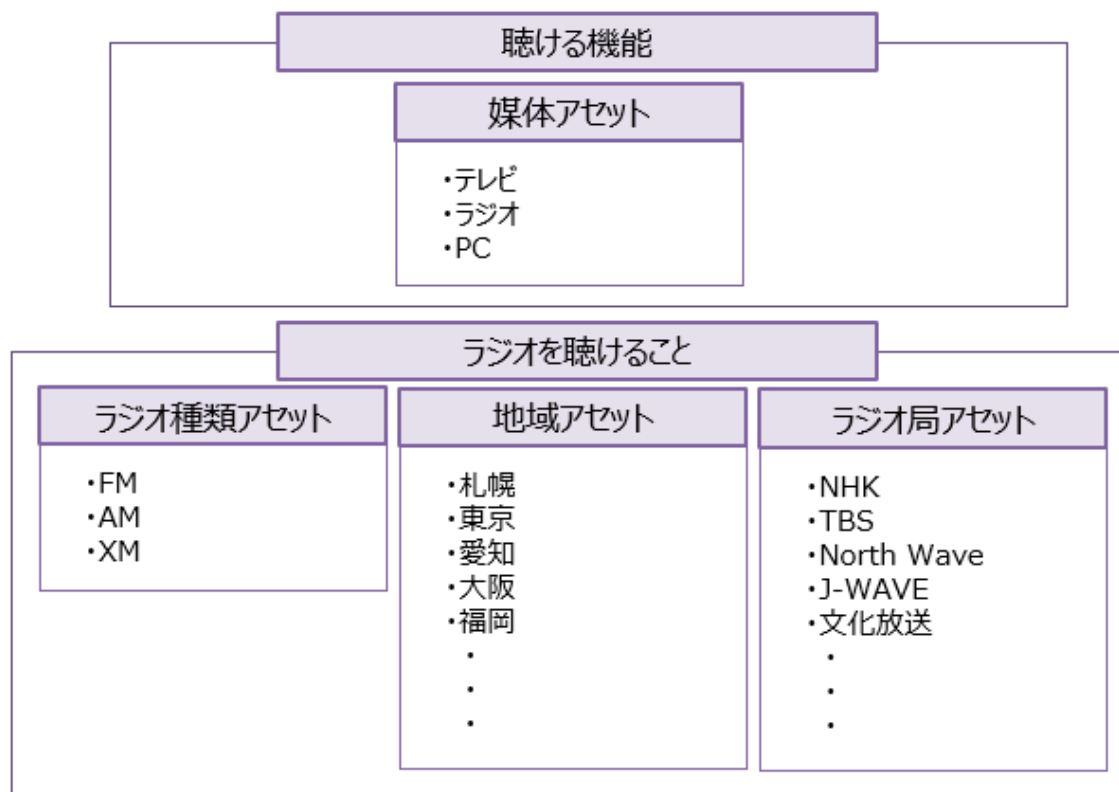 聴ける機能
媒体アセット
・テレビ
・ラジオ
・PC
ラジオを聴けること
ラジオ種類アセット
・FM
・AM
・XM
地域アセット
・札幌
・東京
・愛知
・大阪
・福岡
・
・
・
ラジオ局アセット
・NHK
・TBS
・North Wave
・J-WAVE
・文化放送
・
・
・